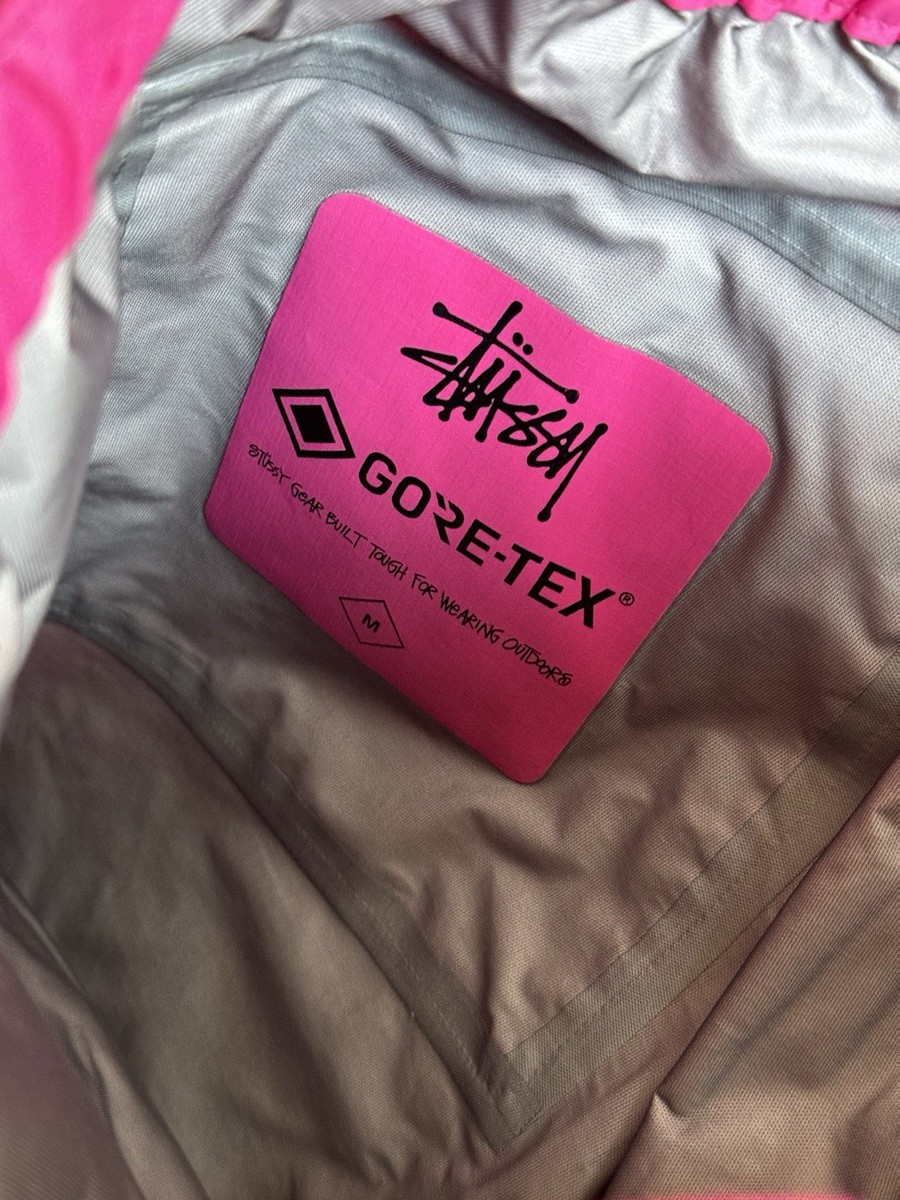 Stüssy
GORE-TEX®
STÜSSY GEAR BUILT TOUGH FOR WEARING OUTDOORS
M